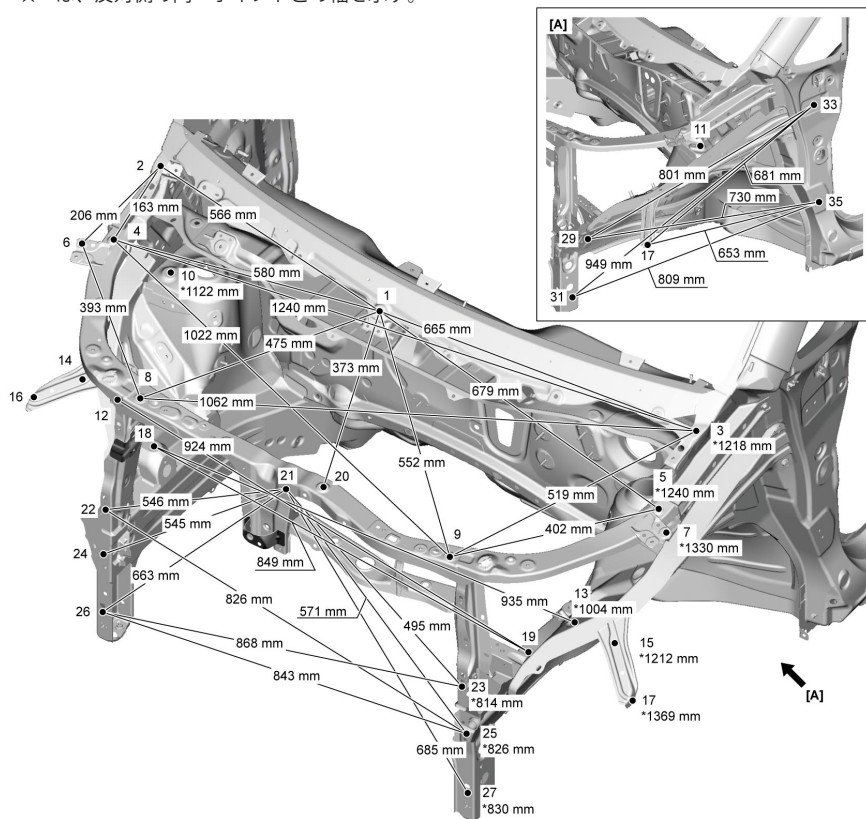 [A]
33
11
801 mm
681 mm
730 mm
35
29
17
653 mm
949 mm
809 mm
31
2
206 mm
163 mm
566 mm
6
4
10
*1122 mm
580 mm
1240 mm
1
393 mm
1022 mm
665 mm
475 mm
373 mm
14
8
16
1062 mm
679 mm
12
3
*1218 mm
18
924 mm
552 mm
21
20
519 mm
5
*1240 mm
22
546 mm
402 mm
545 mm
9
7
*1330 mm
24
849 mm
663 mm
826 mm
571 mm
935 mm
13
*1004 mm
26
495 mm
868 mm
19
15
*1212 mm
843 mm
23
*814 mm
17
*1369 mm
[A]
685 mm
25
*826 mm
27
*830 mm